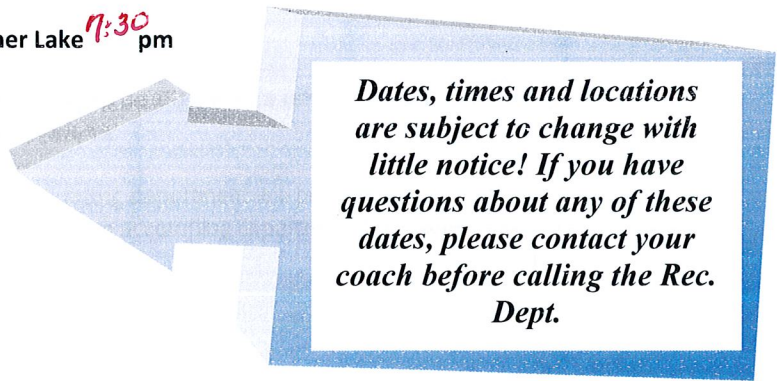 ner Lake 7:30 pm
Dates, times and locations
are subject to change with
little notice! If you have
questions about any of these
dates, please contact your
coach before calling the Rec.
Dept.